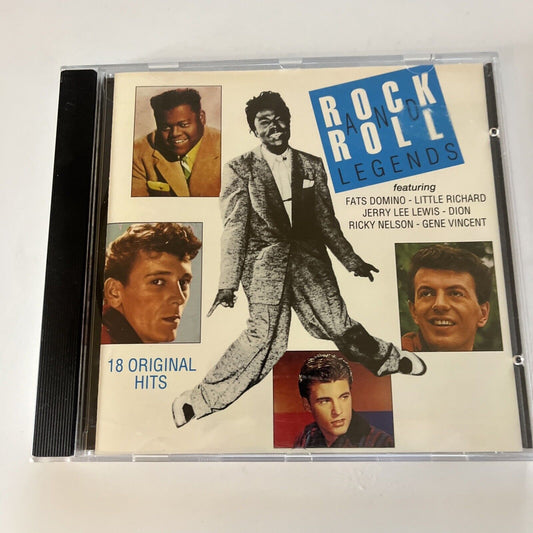 ROCK
AND
ROLL
LEGENDS
featuring
FATS DOMINO - LITTLE RICHARD
JERRY LEE LEWIS - DION
RICKY NELSON - GENE VINCENT
18 ORIGINAL
HITS